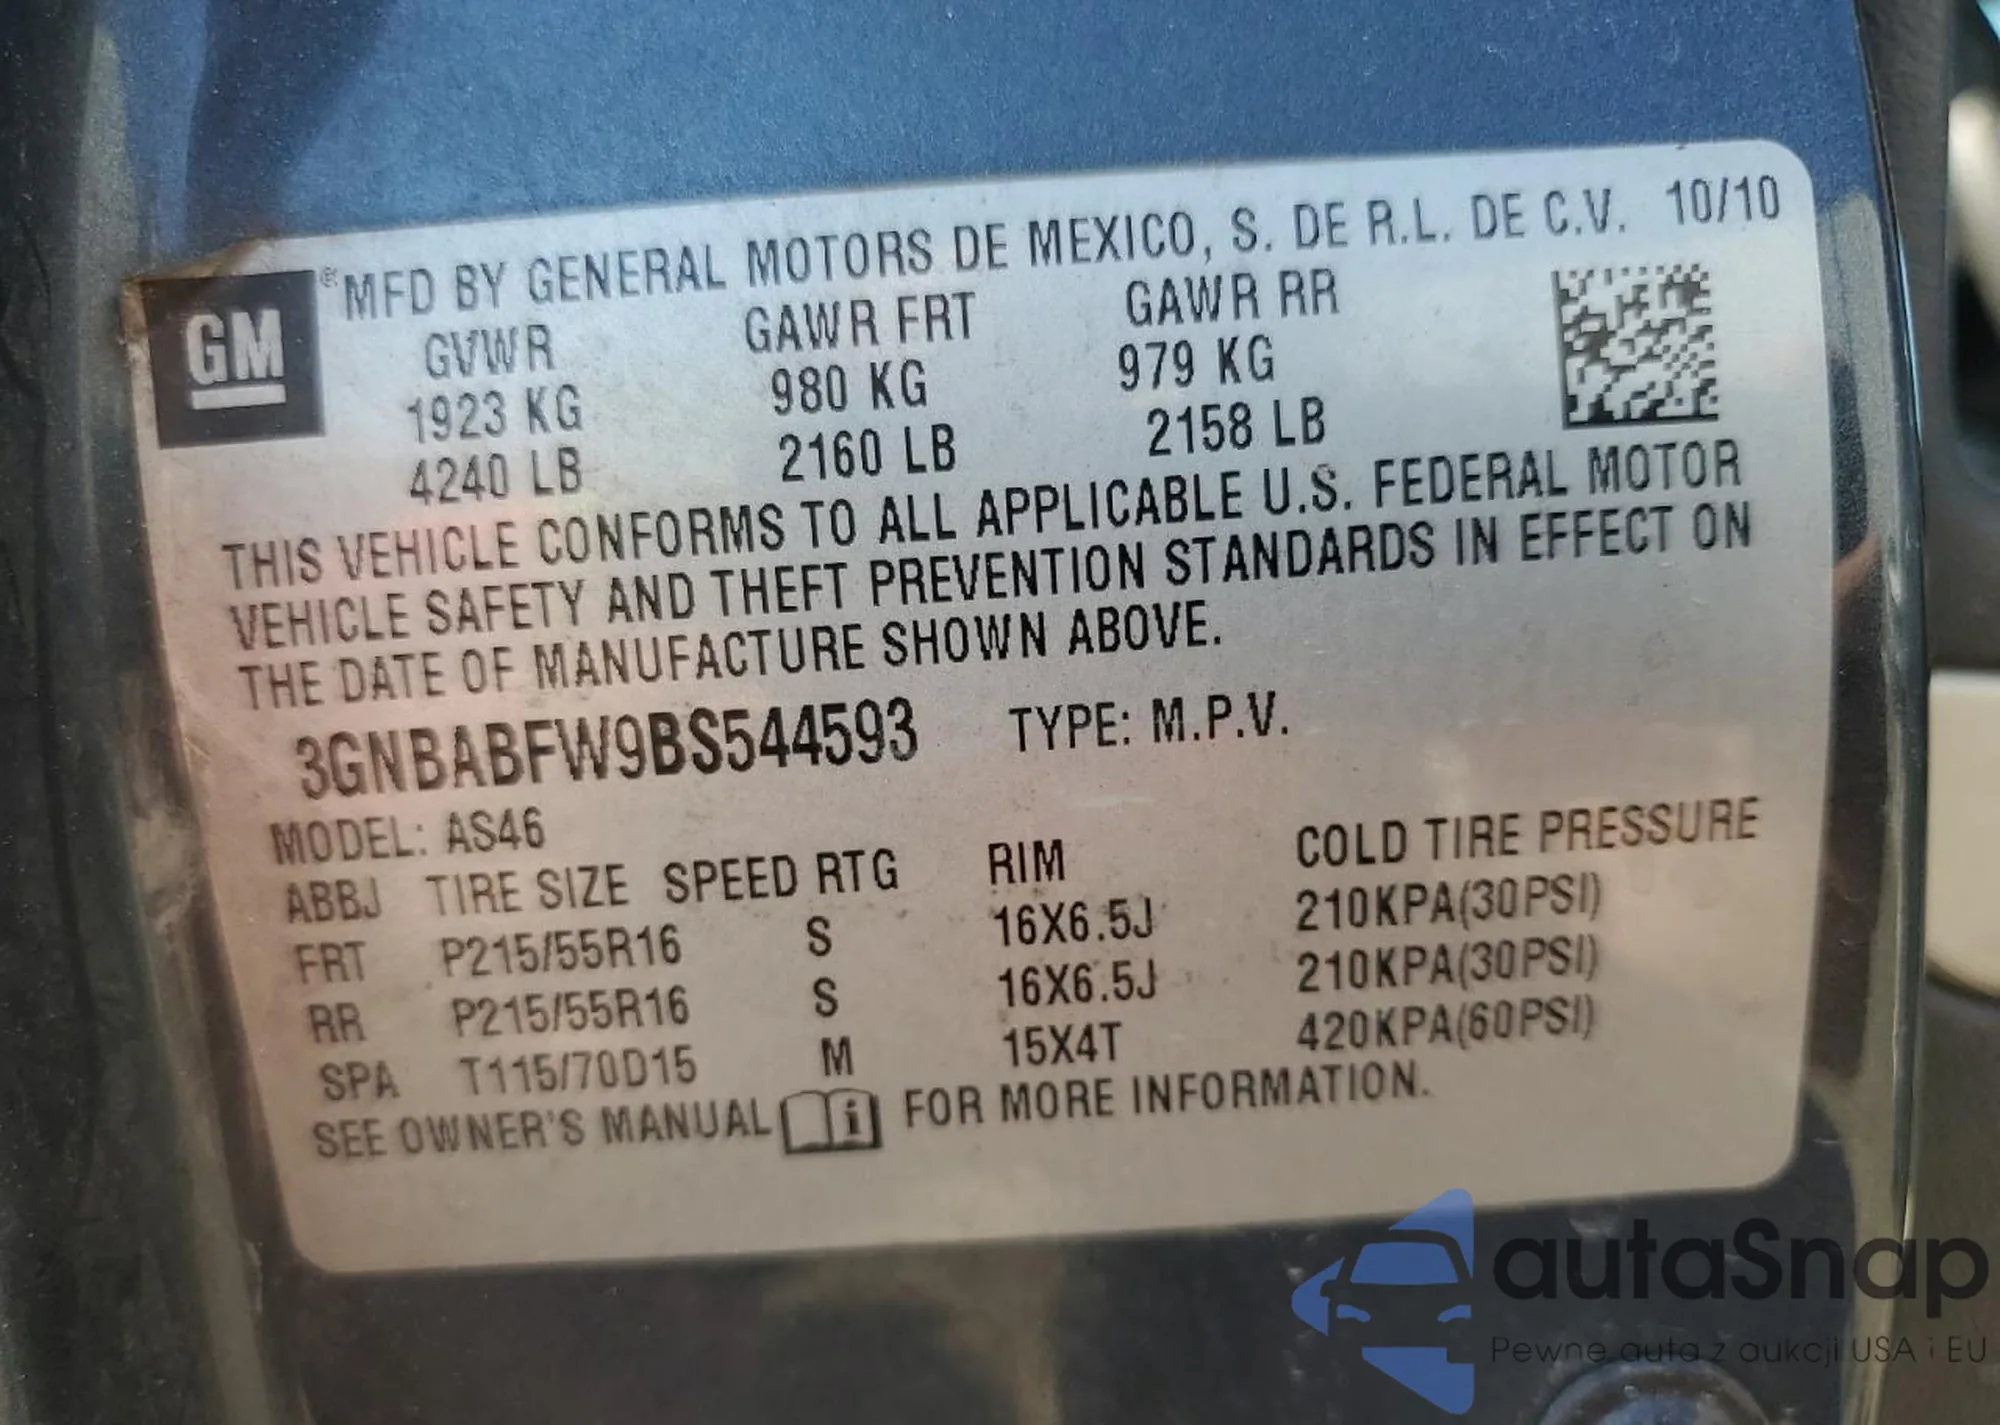 GM
® MFD BY GENERAL MOTORS DE MEXICO, S. DE R.L. DE C.V. 10/10
GVWR GAWR FRT GAWR RR
1923 KG 980 KG 979 KG
4240 LB 2160 LB 2158 LB
THIS VEHICLE CONFORMS TO ALL APPLICABLE U.S. FEDERAL MOTOR
VEHICLE SAFETY AND THEFT PREVENTION STANDARDS IN EFFECT ON
THE DATE OF MANUFACTURE SHOWN ABOVE.
3GNBABFW9BS544593 TYPE: M.P.V.
MODEL: AS46
ABBJ TIRE SIZE SPEED RTG RIM COLD TIRE PRESSURE
FRT P215/55R16 S 16X6.5J 210KPA(30PSI)
RR P215/55R16 S 16X6.5J 210KPA(30PSI)
SPA T115/70D15 M 15X4T 420KPA(60PSI)
SEE OWNER'S MANUAL i FOR MORE INFORMATION.
autaSnap
Pewne auta z aukcji USA i EU